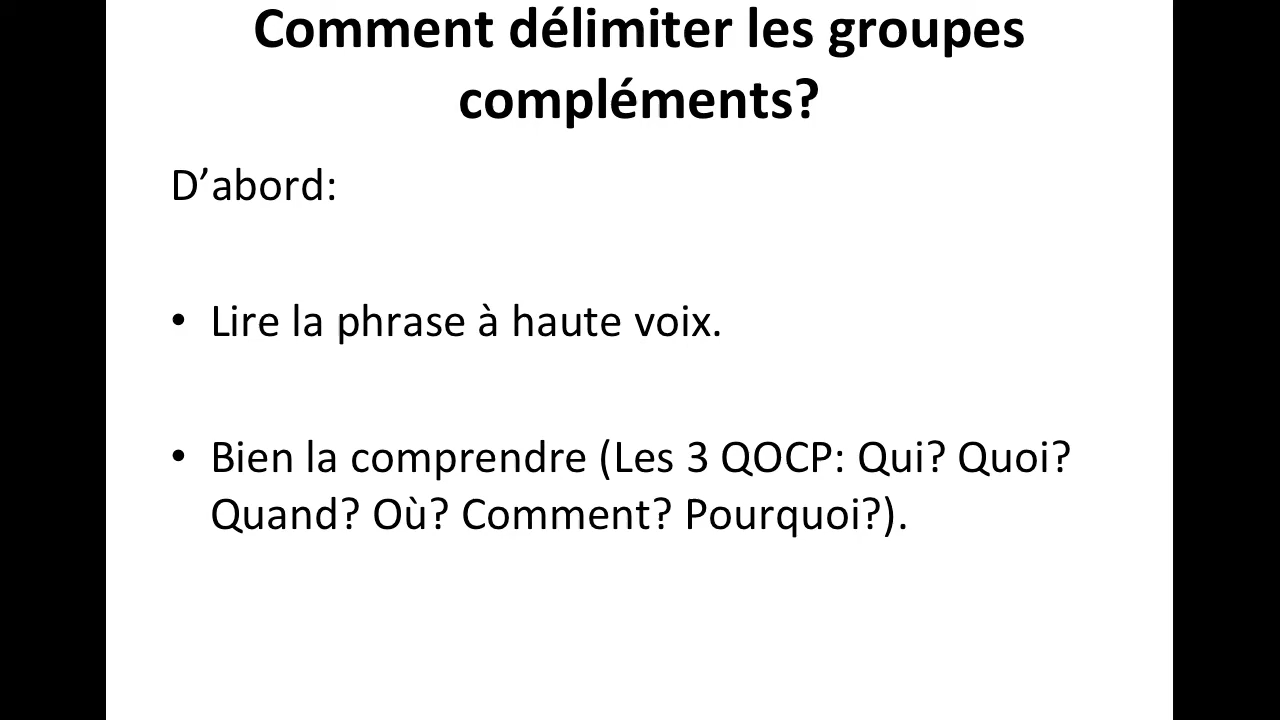 Comment délimiter les groupes
compléments?
D’abord:
• Lire la phrase à haute voix.
• Bien la comprendre (Les 3 QOCP: Qui? Quoi?
Quand? Où? Comment? Pourquoi?).